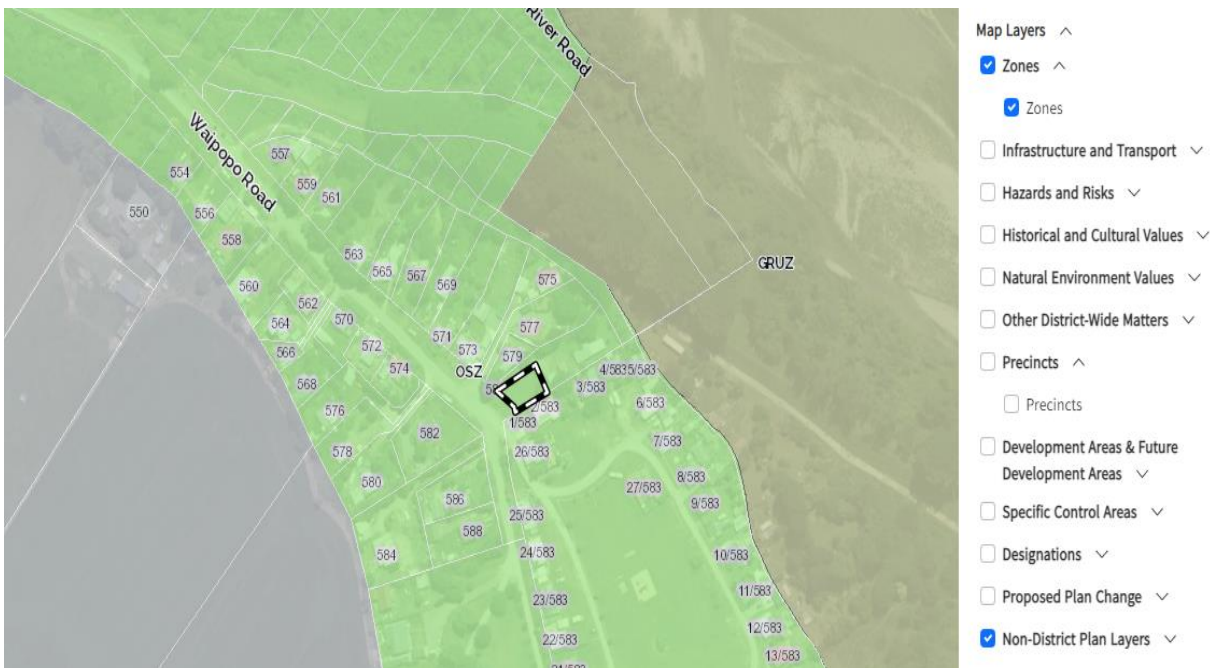 River Road
Map Layers
Zones
Zones
Waipopo Road
557
554
559
561
Infrastructure and Transport
550
556
558
Hazards and Risks
563
565
567
569
575
GRUZ
Historical and Cultural Values
560
562
564
570
Natural Environment Values
577
571
573
579
572
566
574
OSZ
Other District-Wide Matters
568
4/583
5/583
3/583
Precincts
576
2/583
6/583
1/583
Precincts
582
578
26/583
7/583
Development Areas & Future
Development Areas
580
8/583
27/583
586
9/583
25/583
Specific Control Areas
588
584
24/583
10/583
Designations
11/583
23/583
Proposed Plan Change
12/583
22/583
13/583
Non-District Plan Layers